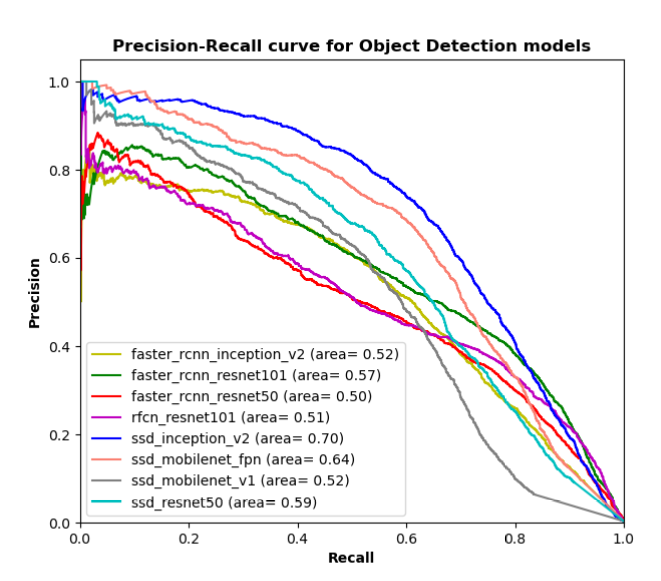 Precision-Recall curve for Object Detection models
1.0
0.8
0.6
0.4
0.2
0.0
Precision
faster_rcnn_inception_v2 (area= 0.52)
faster_rcnn_resnet101 (area= 0.57)
faster_rcnn_resnet50 (area= 0.50)
rfcn_resnet101 (area= 0.51)
ssd_inception_v2 (area= 0.70)
ssd_mobilenet_fpn (area= 0.64)
ssd_mobilenet_v1 (area= 0.52)
ssd_resnet50 (area= 0.59)
0.0 0.2 0.4 0.6 0.8 1.0
Recall